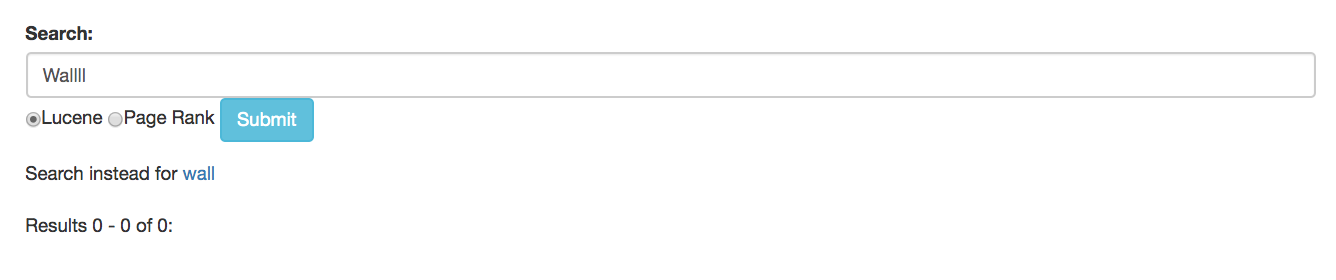 Search:
Wallll
Lucene Page Rank Submit
Search instead for wall
Results 0 - 0 of 0: